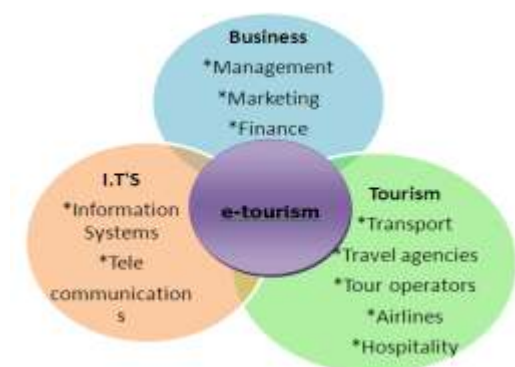 Business
*Management
*Marketing
*Finance
I.T'S
*Information
Systems
*Tele
communication
s
e-tourism
Tourism
*Transport
*Travel agencies
*Tour operators
*Airlines
*Hospitality